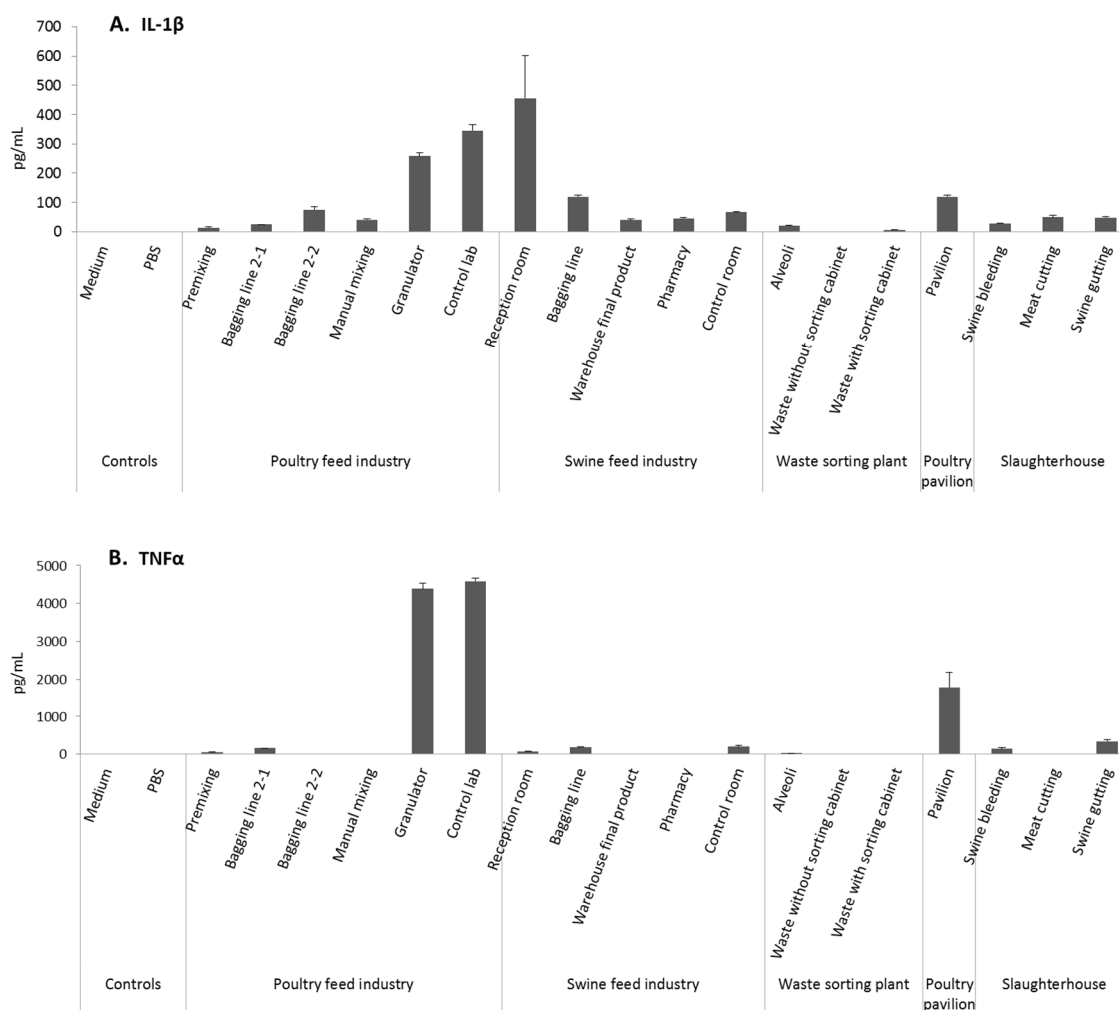 A. IL-1β
700
600
500
400
300
200
100
0
pg/mL
Medium
PBS
Premixing
Bagging line 2-1
Bagging line 2-2
Manual mixing
Granulator
Control lab
Reception room
Bagging line
Warehouse final product
Pharmacy
Control room
Alveoli
Waste without sorting cabinet
Waste with sorting cabinet
Pavilion
Swine bleeding
Meat cutting
Swine gutting
Controls
Poultry feed industry
Swine feed industry
Waste sorting plant
Poultry
pavilion
Slaughterhouse
B. TNFα
5000
4000
3000
2000
1000
0
pg/mL
Medium
PBS
Premixing
Bagging line 2-1
Bagging line 2-2
Manual mixing
Granulator
Control lab
Reception room
Bagging line
Warehouse final product
Pharmacy
Control room
Alveoli
Waste without sorting cabinet
Waste with sorting cabinet
Pavilion
Swine bleeding
Meat cutting
Swine gutting
Controls
Poultry feed industry
Swine feed industry
Waste sorting plant
Poultry
pavilion
Slaughterhouse